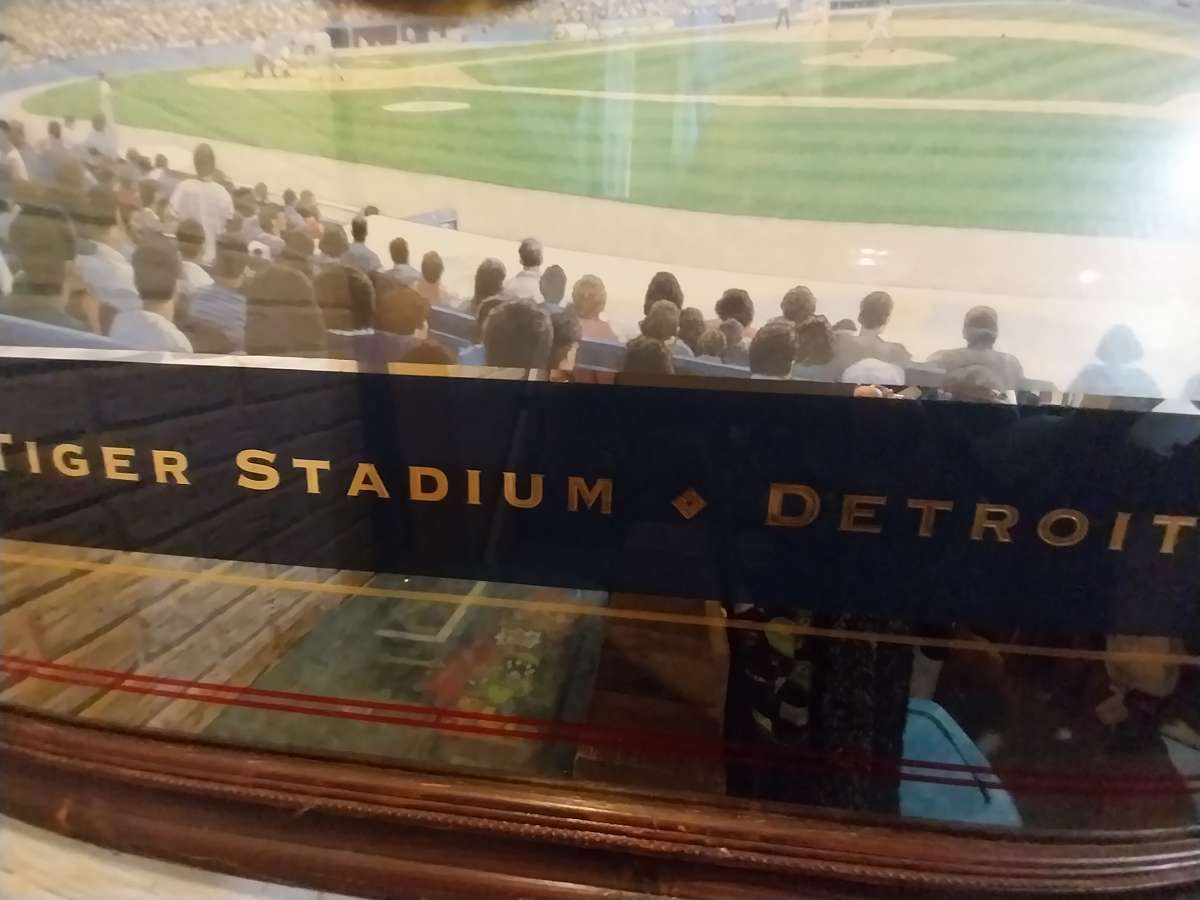 TIGER STADIUM ◆ DETROIT